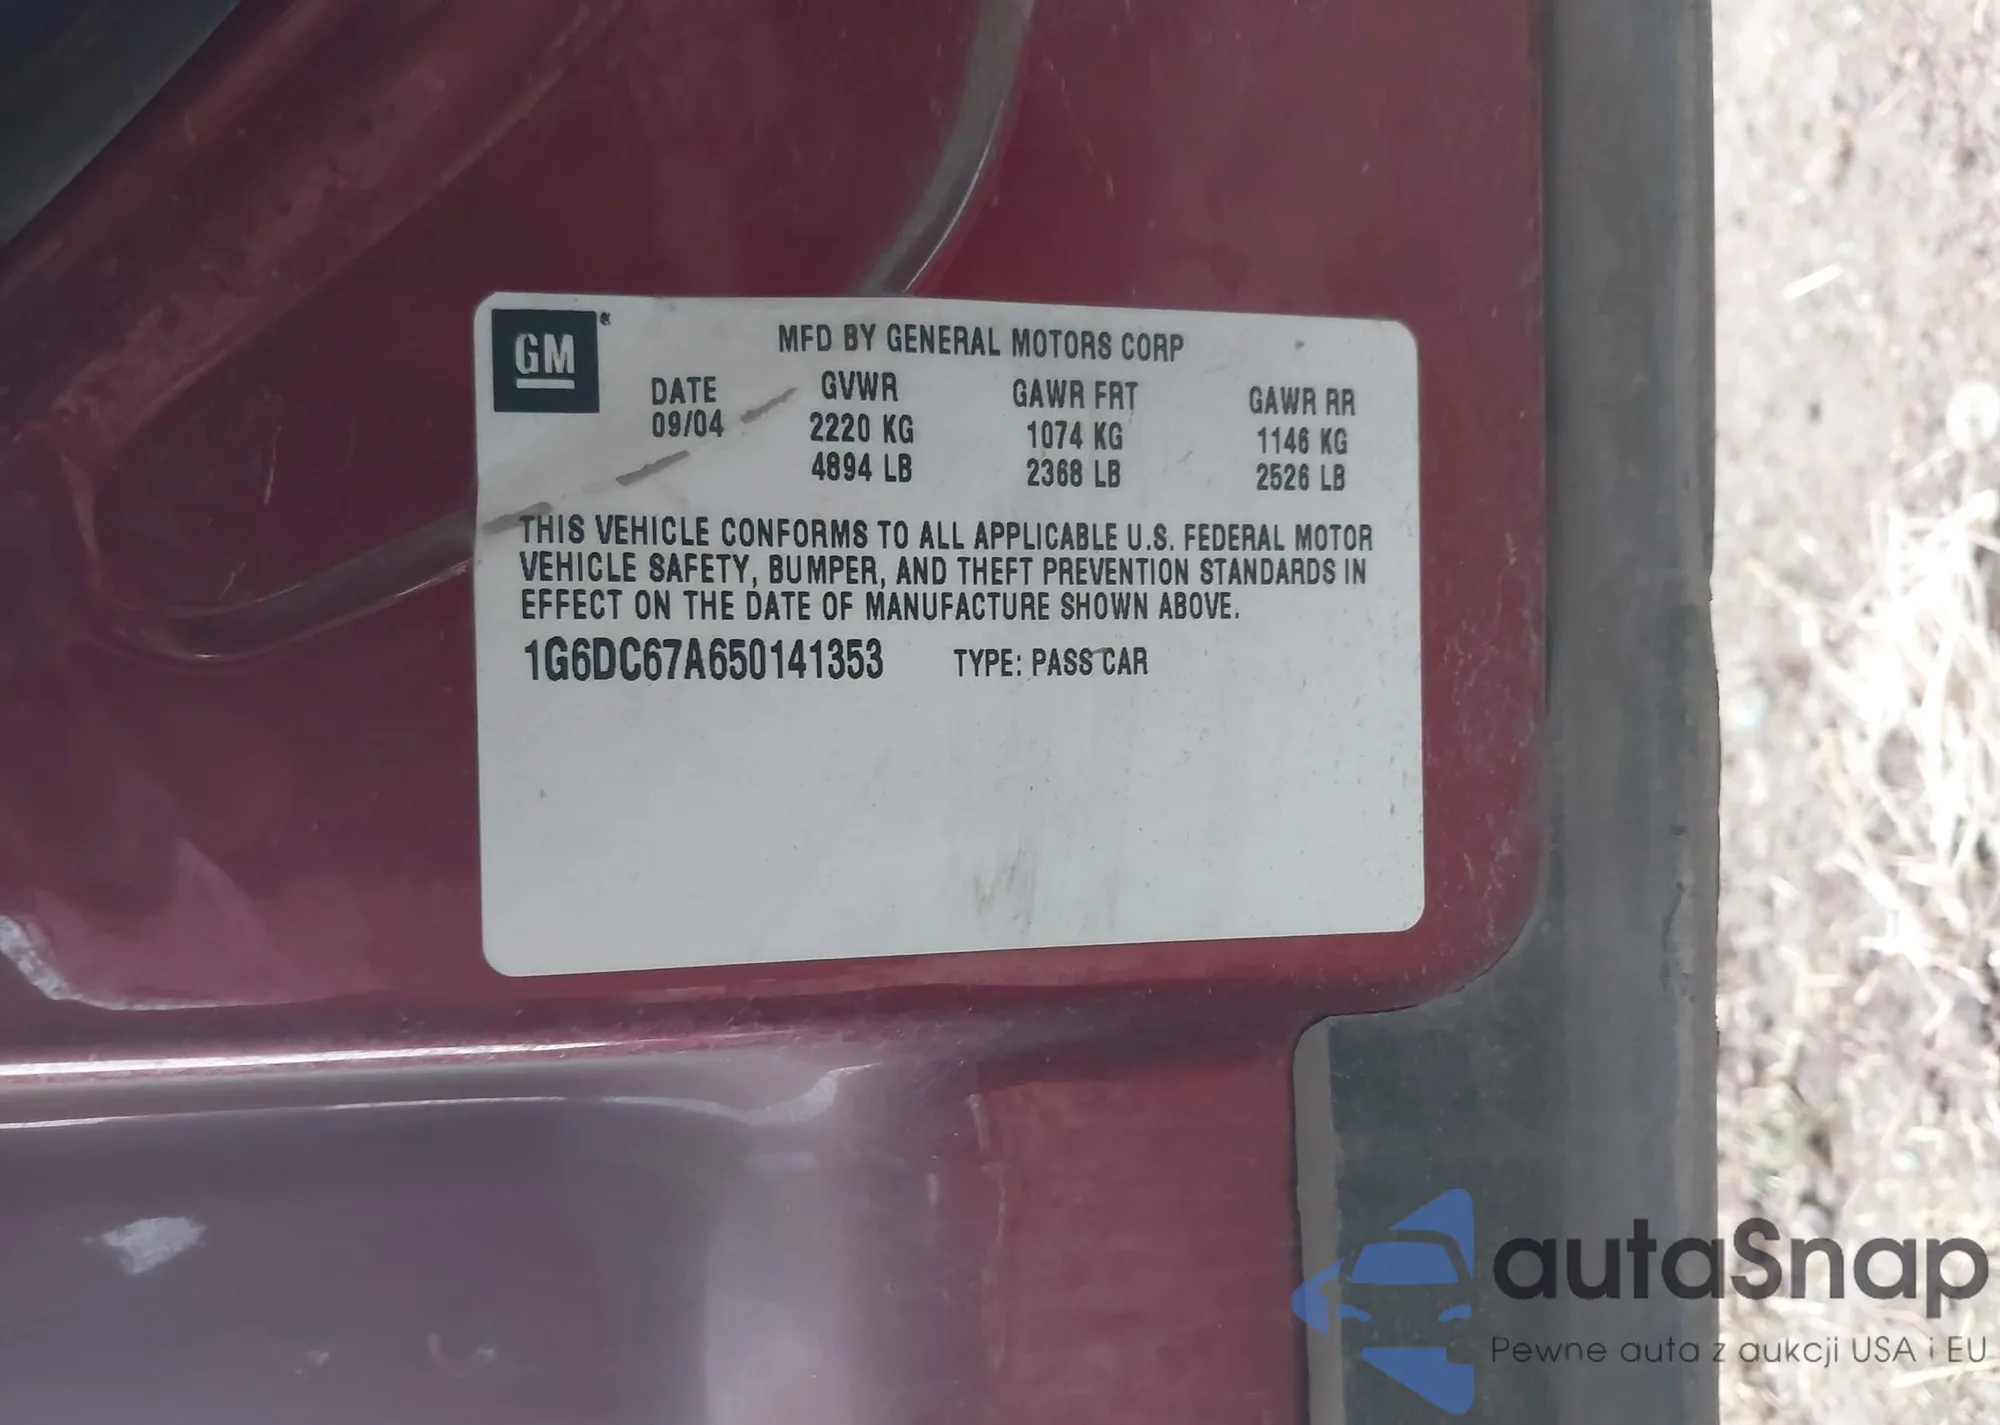 GM®
MFD BY GENERAL MOTORS CORP
DATE GVWR GAWR FRT GAWR RR
09/04 2220 KG 1074 KG 1146 KG
4894 LB 2368 LB 2526 LB
THIS VEHICLE CONFORMS TO ALL APPLICABLE U.S. FEDERAL MOTOR
VEHICLE SAFETY, BUMPER, AND THEFT PREVENTION STANDARDS IN
EFFECT ON THE DATE OF MANUFACTURE SHOWN ABOVE.
1G6DC67A650141353 TYPE: PASS CAR
autaSnap
Pewne auta z aukcji USA i EU